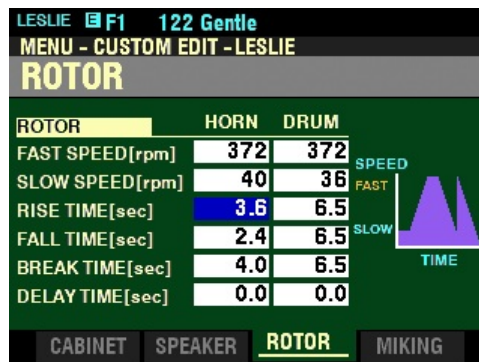 LESLIE E F1 122 Gentle
MENU - CUSTOM EDIT - LESLIE
ROTOR
ROTOR HORN DRUM
FAST SPEED[rpm] 372 372
SLOW SPEED[rpm] 40 36
RISE TIME[sec] 3.6 6.5
FALL TIME[sec] 2.4 6.5
BREAK TIME[sec] 4.0 6.5
DELAY TIME[sec] 0.0 0.0
SPEED
FAST
SLOW
TIME
CABINET SPEAKER ROTOR MIKING